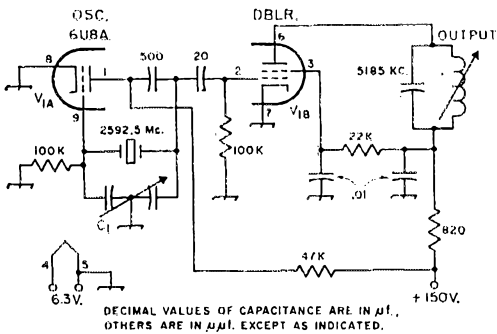 OSC. DBLR.
6U8A
OUTPUT
8 1 500 20 2 6 3
5185 KC.
V1A 9 7 V1B
2592.5 Mc.
100K 100K 22K
.01
C1 820
4 5 47K
6.3V. +150V.
DECIMAL VALUES OF CAPACITANCE ARE IN µf.,
OTHERS ARE IN µµf. EXCEPT AS INDICATED.